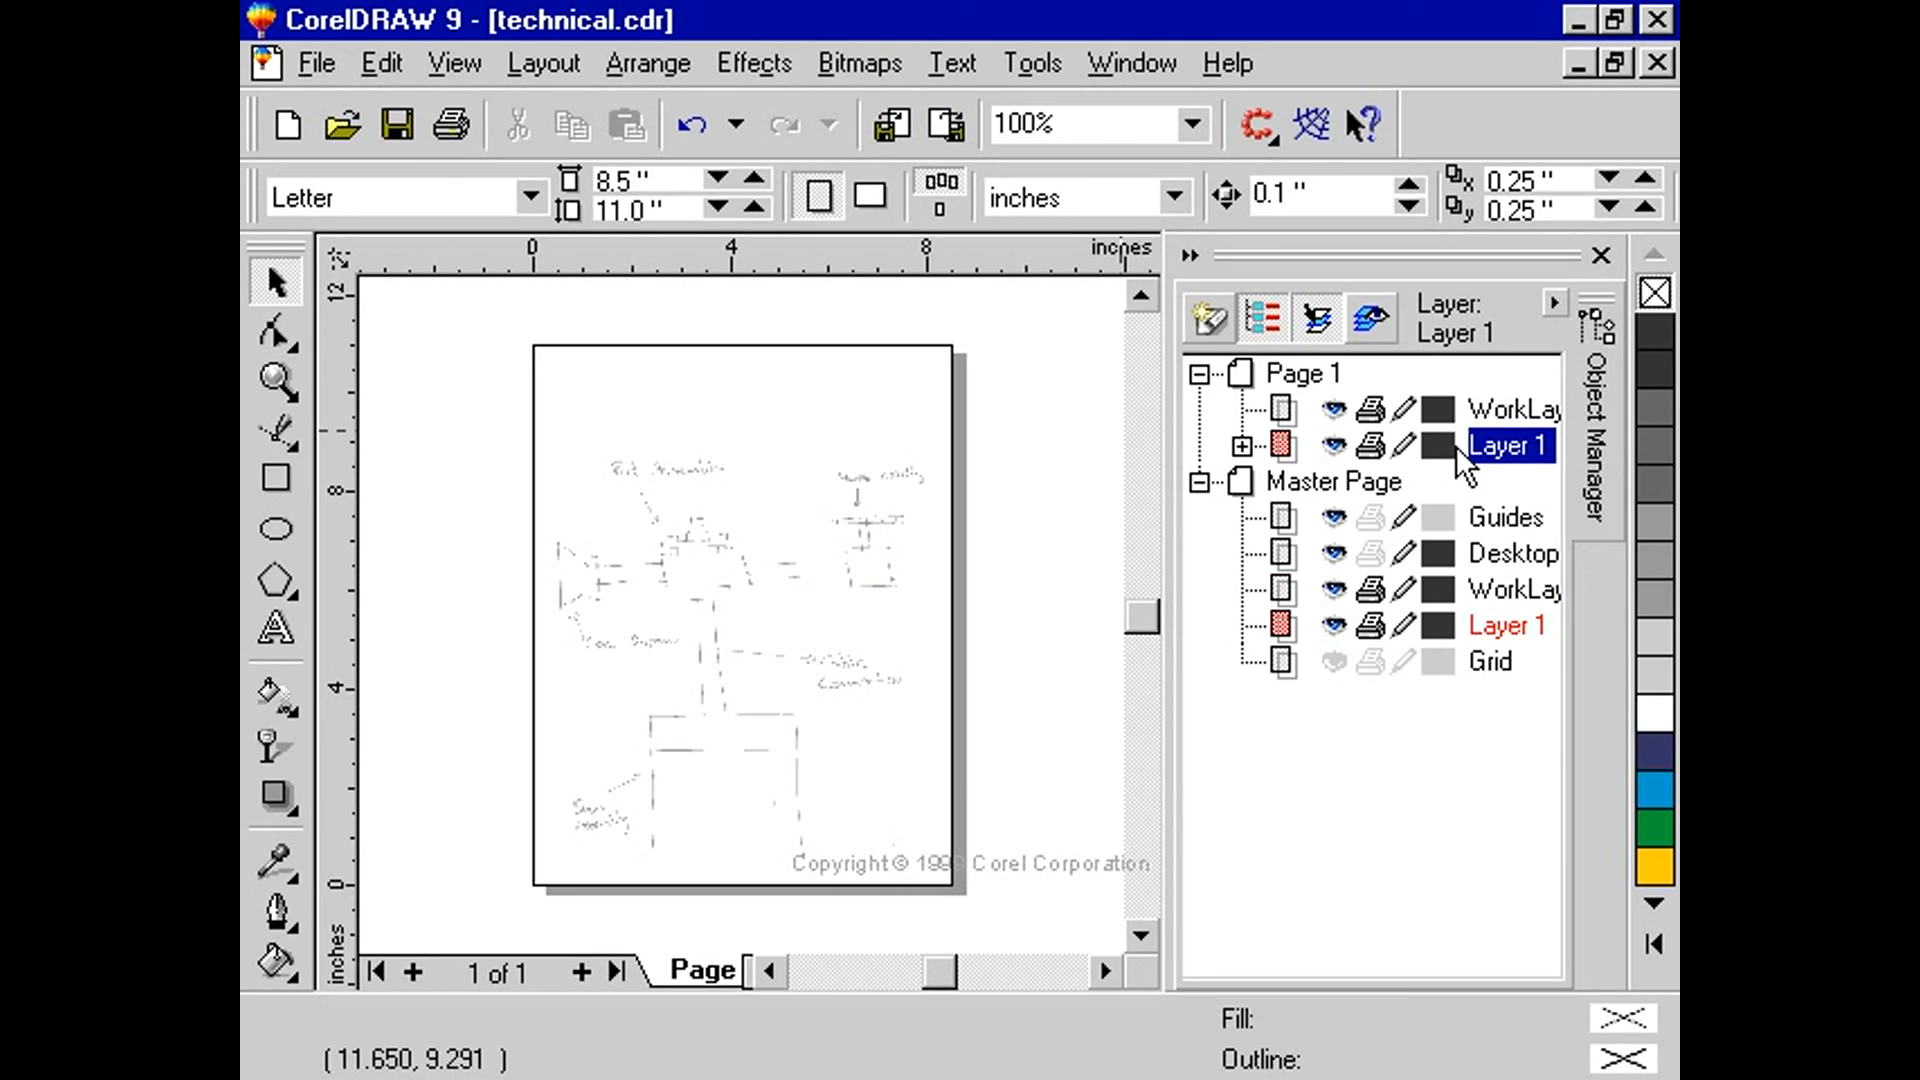 CorelDRAW 9 - [technical.cdr]
File Edit View Layout Arrange Effects Bitmaps Text Tools Window Help
100%
Letter 8.5 " inches 0.1 " x 0.25 "
11.0 " y 0.25 "
0 4 8 inches
12
8
4
0
inches
Layer:
Layer 1
Object Manager
Page 1
WorkLay
Layer 1
Master Page
Guides
Desktop
WorkLay
Layer 1
Grid
Copyright © 1999 Corel Corporation
1 of 1 Page
Fill:
( 11.650, 9.291 ) Outline: